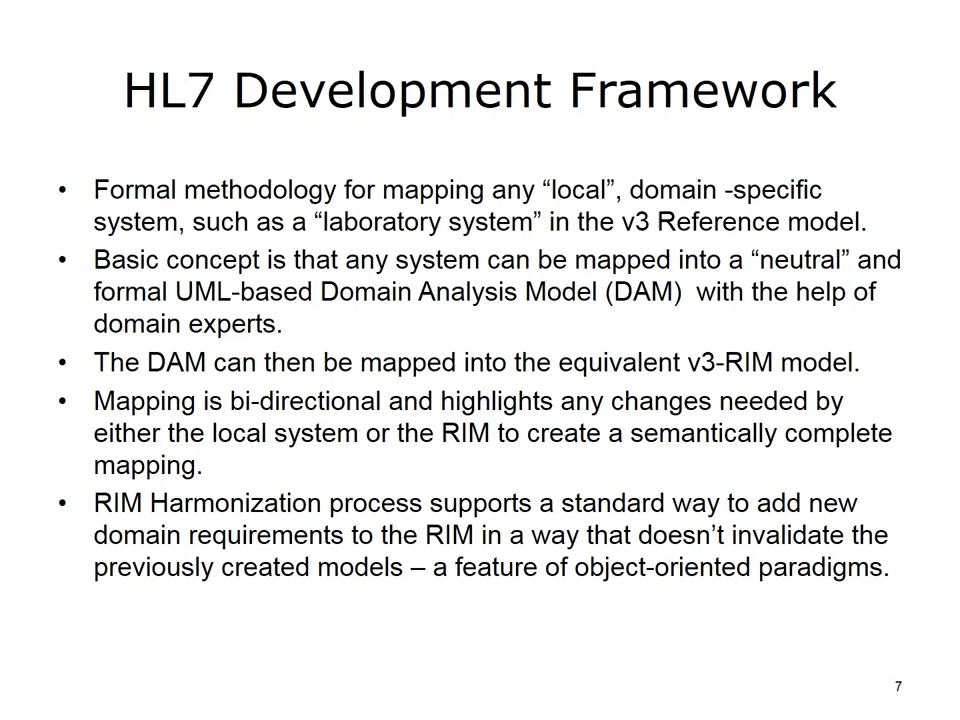 HL7 Development Framework
• Formal methodology for mapping any “local”, domain -specific
system, such as a “laboratory system” in the v3 Reference model.
• Basic concept is that any system can be mapped into a “neutral” and
formal UML-based Domain Analysis Model (DAM)  with the help of
domain experts.
• The DAM can then be mapped into the equivalent v3-RIM model.
• Mapping is bi-directional and highlights any changes needed by
either the local system or the RIM to create a semantically complete
mapping.
• RIM Harmonization process supports a standard way to add new
domain requirements to the RIM in a way that doesn’t invalidate the
previously created models – a feature of object-oriented paradigms.
7